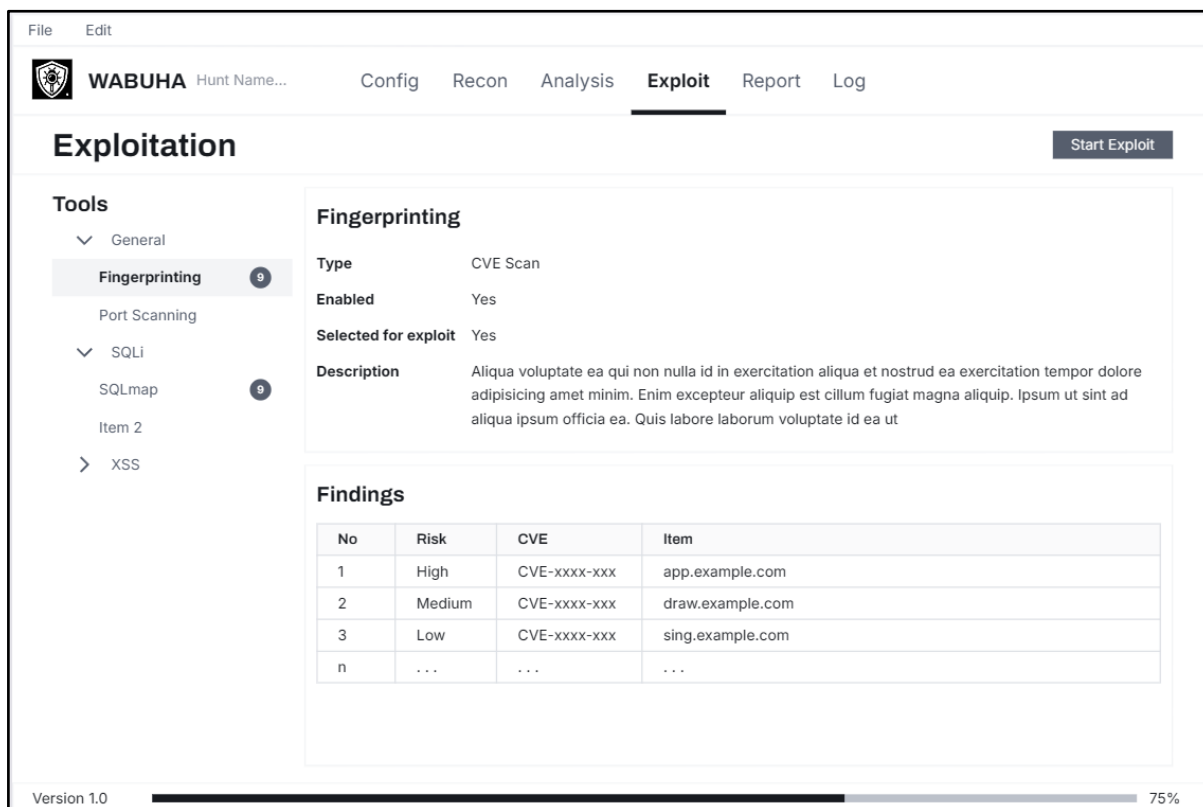 File Edit
WABUHA Hunt Name... Config Recon Analysis Exploit Report Log
Exploitation
Start Exploit
Tools
General
Fingerprinting 9
Port Scanning
SQLi
SQLmap 9
Item 2
XSS
Fingerprinting
Type CVE Scan
Enabled Yes
Selected for exploit Yes
Description Aliqua voluptate ea qui non nulla id in exercitation aliqua et nostrud ea exercitation tempor dolore
adipisicing amet minim. Enim excepteur aliquip est cillum fugiat magna aliquip. Ipsum ut sint ad
aliqua ipsum officia ea. Quis labore laborum voluptate id ea ut
Findings
No Risk CVE Item
1 High CVE-xxxx-xxx app.example.com
2 Medium CVE-xxxx-xxx draw.example.com
3 Low CVE-xxxx-xxx sing.example.com
n . . . . . . . . .
Version 1.0 75%